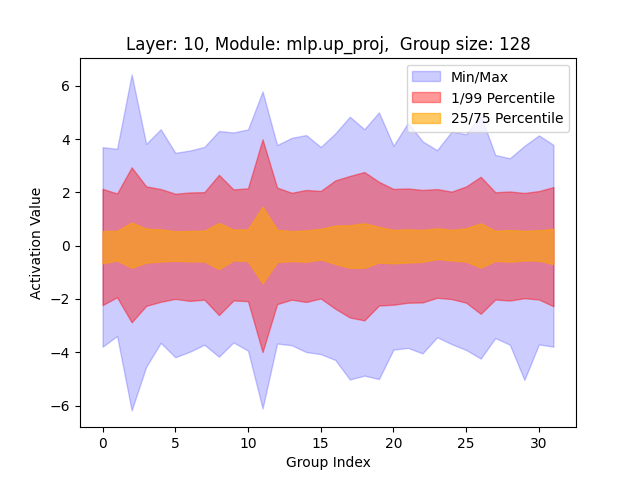 Layer: 10, Module: mlp.up_proj,  Group size: 128
Min/Max
1/99 Percentile
25/75 Percentile
6
4
2
0
−2
−4
−6
Activation Value
0 5 10 15 20 25 30
Group Index